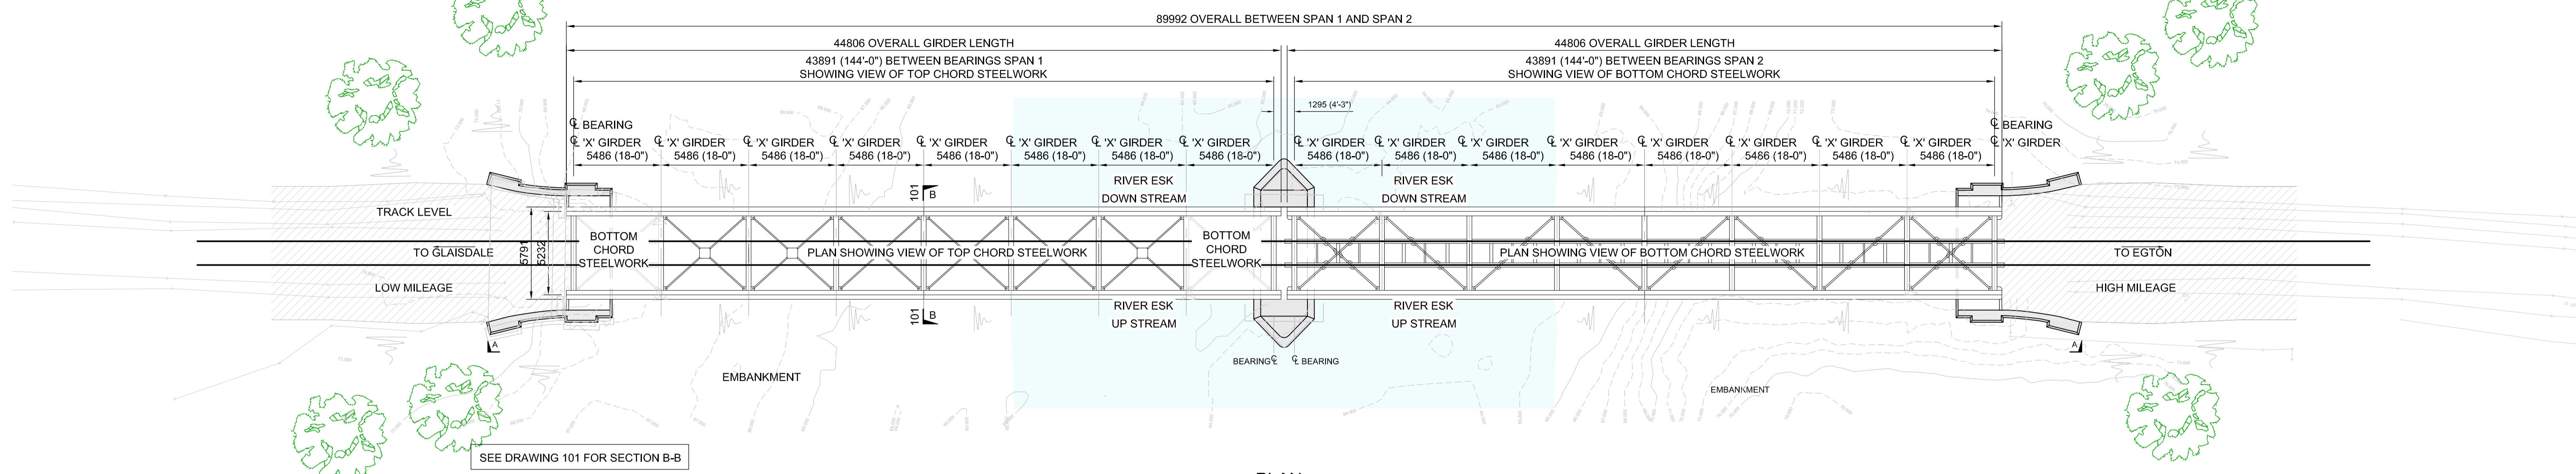 89992 OVERALL BETWEEN SPAN 1 AND SPAN 2
44806 OVERALL GIRDER LENGTH
44806 OVERALL GIRDER LENGTH
43891 (144'-0") BETWEEN BEARINGS SPAN 1
SHOWING VIEW OF TOP CHORD STEELWORK
43891 (144'-0") BETWEEN BEARINGS SPAN 2
SHOWING VIEW OF BOTTOM CHORD STEELWORK
1295 (4'-3")
℄ BEARING
℄ BEARING
℄ 'X' GIRDER ℄ 'X' GIRDER ℄ 'X' GIRDER ℄ 'X' GIRDER ℄ 'X' GIRDER ℄ 'X' GIRDER ℄ 'X' GIRDER ℄ 'X' GIRDER
℄ 'X' GIRDER ℄ 'X' GIRDER ℄ 'X' GIRDER ℄ 'X' GIRDER ℄ 'X' GIRDER ℄ 'X' GIRDER ℄ 'X' GIRDER ℄ 'X' GIRDER ℄ 'X' GIRDER
5486 (18-0") 5486 (18-0") 5486 (18-0") 5486 (18-0") 5486 (18-0") 5486 (18-0") 5486 (18-0") 5486 (18-0")
5486 (18-0") 5486 (18-0") 5486 (18-0") 5486 (18-0") 5486 (18-0") 5486 (18-0") 5486 (18-0") 5486 (18-0")
101 B
RIVER ESK
DOWN STREAM
RIVER ESK
DOWN STREAM
TRACK LEVEL
TO GLAISDALE
LOW MILEAGE
5791
5232
BOTTOM
CHORD
STEELWORK
PLAN SHOWING VIEW OF TOP CHORD STEELWORK
BOTTOM
CHORD
STEELWORK
PLAN SHOWING VIEW OF BOTTOM CHORD STEELWORK
TO EGTON
HIGH MILEAGE
101 B
RIVER ESK
UP STREAM
RIVER ESK
UP STREAM
A
A
BEARING ℄
℄ BEARING
EMBANKMENT
EMBANKMENT
SEE DRAWING 101 FOR SECTION B-B